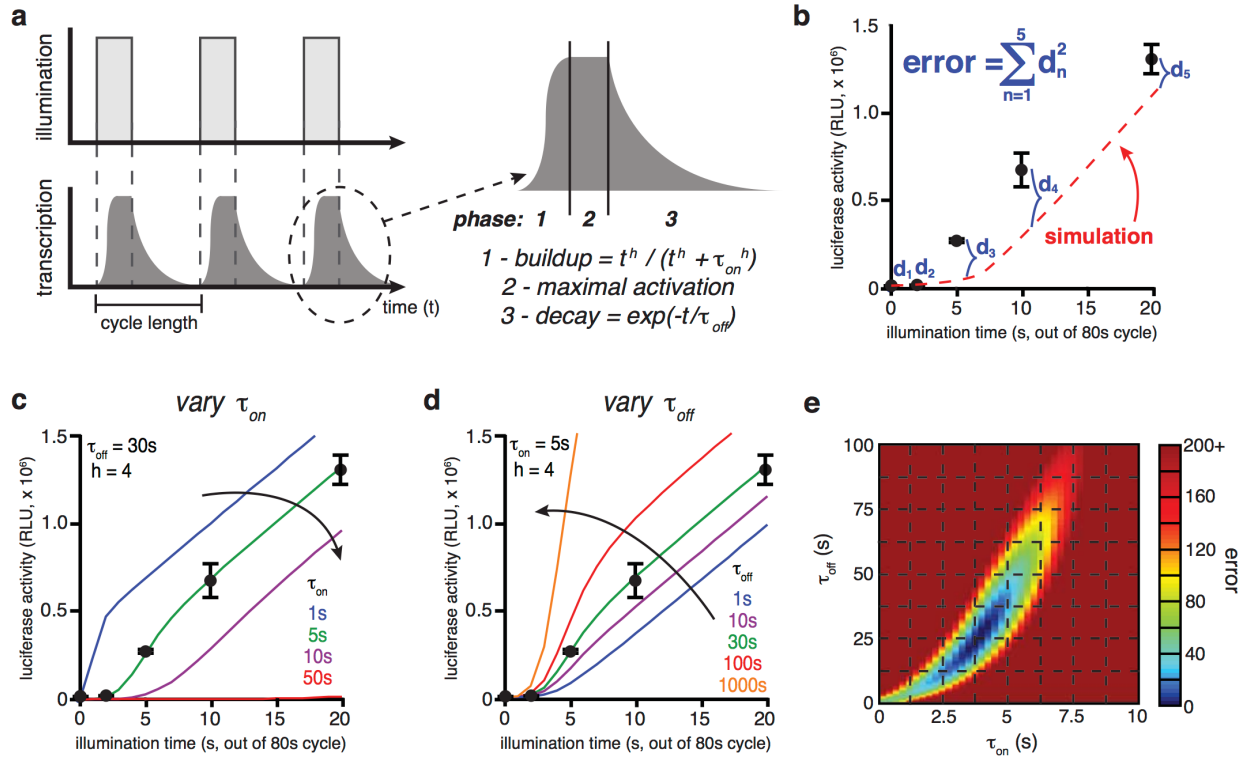 a
illumination
transcription
cycle length
time (t)
phase: 1 2 3
1 - buildup = t^h / (t^h + τ_on^h)
2 - maximal activation
3 - decay = exp(-t/τ_off)
b
luciferase activity (RLU, x 10⁶)
1.5
1.0
0.5
0
error = ∑ d_n^2
5
n=1
d₁ d₂
d₃
d₄
d₅
simulation
0 5 10 15 20
illumination time (s, out of 80s cycle)
c
vary τ_on
luciferase activity (RLU, x 10⁶)
1.5
1.0
0.5
0
τ_off = 30s
h = 4
τ_on
1s
5s
10s
50s
0 5 10 15 20
illumination time (s, out of 80s cycle)
d
vary τ_off
luciferase activity (RLU, x 10⁶)
1.5
1.0
0.5
0
τ_on = 5s
h = 4
τ_off
1s
10s
30s
100s
1000s
0 5 10 15 20
illumination time (s, out of 80s cycle)
e
τ_off (s)
100
75
50
25
0
0 2.5 5 7.5 10
τ_on (s)
200+
160
120
80
40
0
error